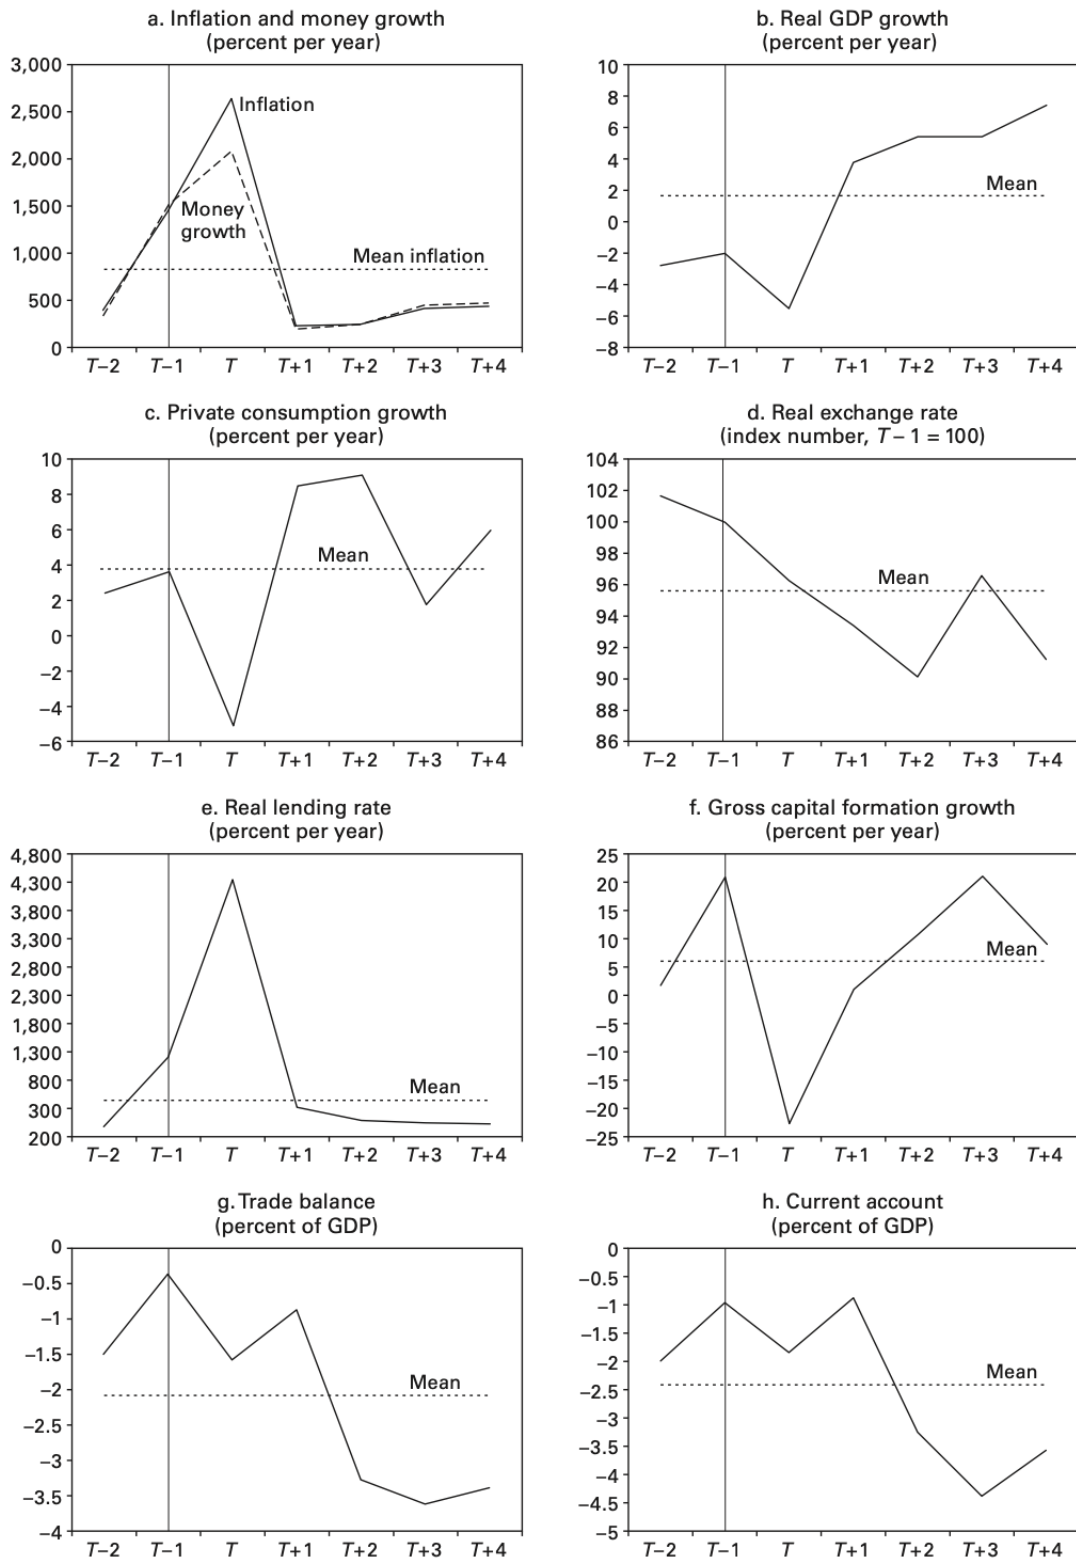 a. Inflation and money growth
(percent per year)
3,000
2,500
2,000
1,500
1,000
500
0
Inflation
Money
growth
Mean inflation
T−2 T−1 T T+1 T+2 T+3 T+4
b. Real GDP growth
(percent per year)
10
8
6
4
2
0
−2
−4
−6
−8
Mean
T−2 T−1 T T+1 T+2 T+3 T+4
c. Private consumption growth
(percent per year)
10
8
6
4
2
0
−2
−4
−6
Mean
T−2 T−1 T T+1 T+2 T+3 T+4
d. Real exchange rate
(index number, T − 1 = 100)
104
102
100
98
96
94
92
90
88
86
Mean
T−2 T−1 T T+1 T+2 T+3 T+4
e. Real lending rate
(percent per year)
4,800
4,300
3,800
3,300
2,800
2,300
1,800
1,300
800
300
200
Mean
T−2 T−1 T T+1 T+2 T+3 T+4
f. Gross capital formation growth
(percent per year)
25
20
15
10
5
0
−5
−10
−15
−20
−25
Mean
T−2 T−1 T T+1 T+2 T+3 T+4
g. Trade balance
(percent of GDP)
0
−0.5
−1
−1.5
−2
−2.5
−3
−3.5
−4
Mean
T−2 T−1 T T+1 T+2 T+3 T+4
h. Current account
(percent of GDP)
0
−0.5
−1
−1.5
−2
−2.5
−3
−3.5
−4
−4.5
−5
Mean
T−2 T−1 T T+1 T+2 T+3 T+4